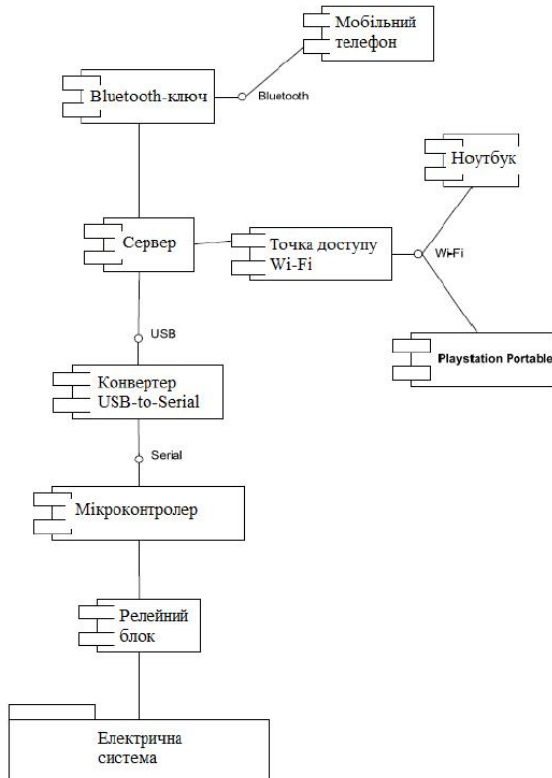 Мобільний
телефон
Bluetooth-ключ
Bluetooth
Ноутбук
Сервер
Точка доступу
Wi-Fi
Wi-Fi
USB
Playstation Portable
Конвертер
USB-to-Serial
Serial
Мікроконтролер
Релейний
блок
Електрична
система